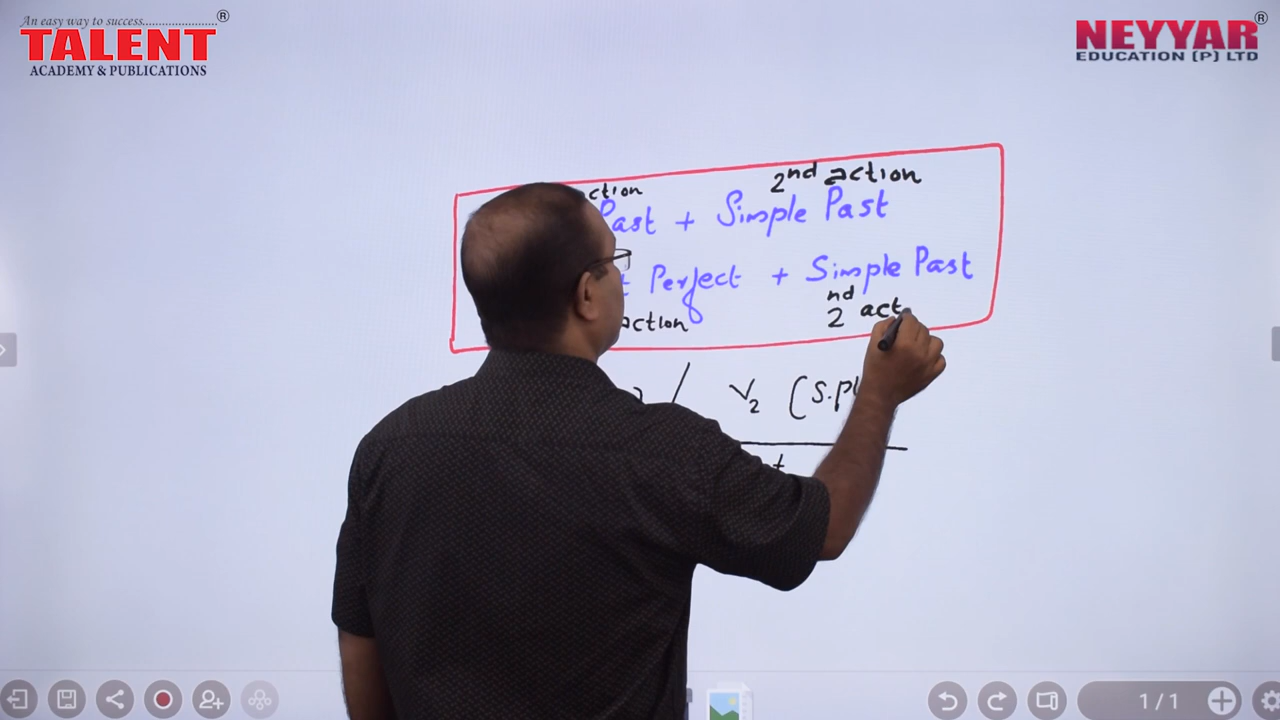 An easy way to success........................®
TALENT
ACADEMY & PUBLICATIONS
NEYYAR®
EDUCATION (P) LTD
ction 2nd action
Past + Simple Past
t Perfect + Simple Past
action 2nd act
/ V2 (S.p
t
1/1